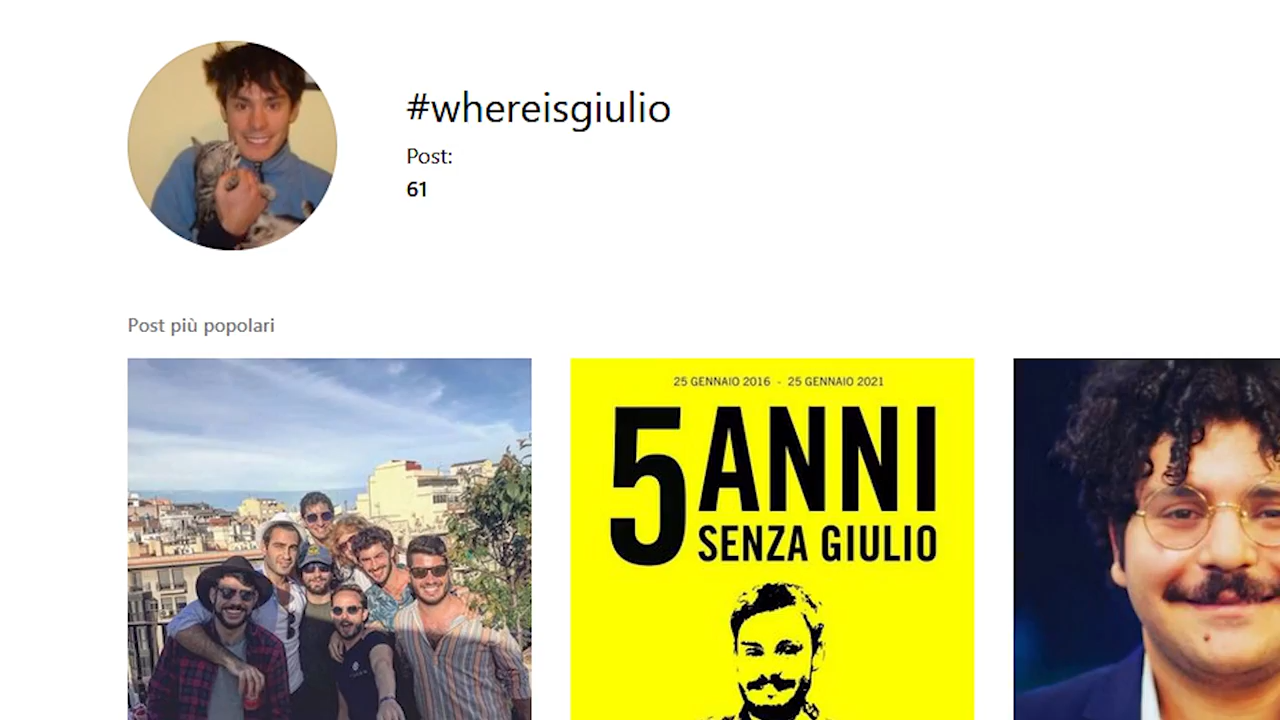 #whereisgiulio
Post:
61
Post più popolari
25 GENNAIO 2016 - 25 GENNAIO 2021
5 ANNI
SENZA GIULIO